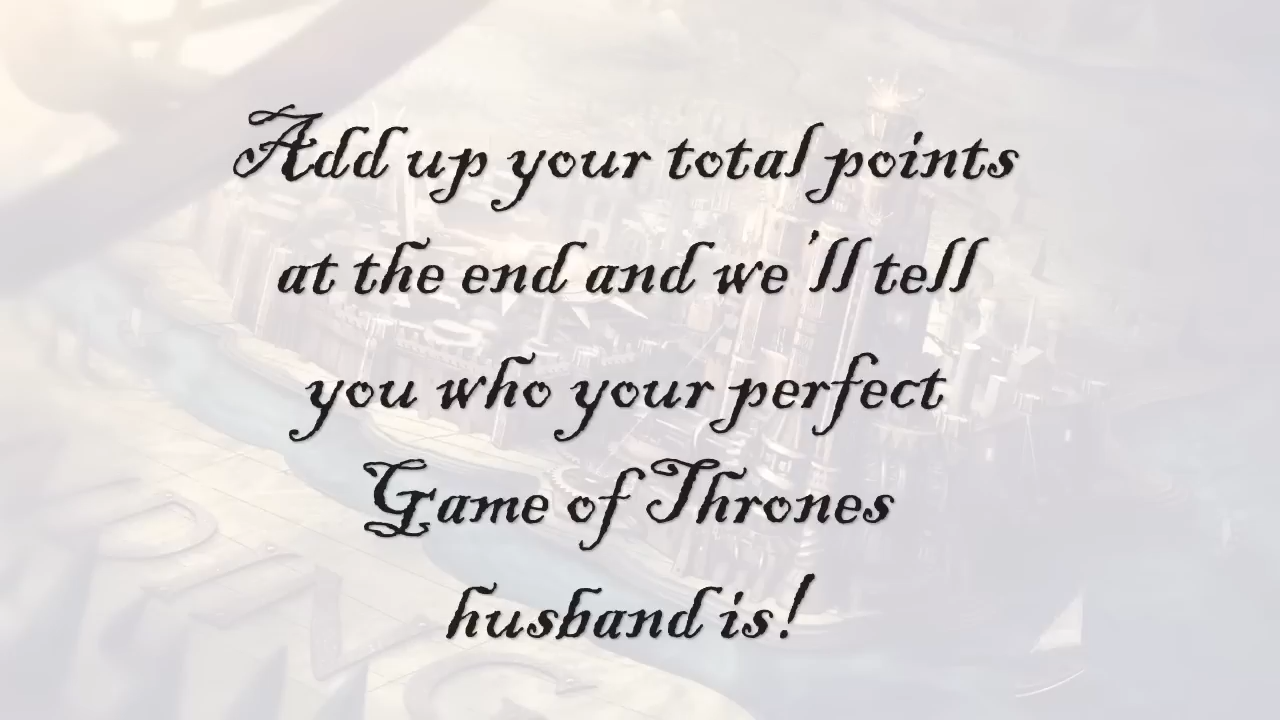 Add up your total points
at the end and we'll tell
you who your perfect
Game of Thrones
husband is!